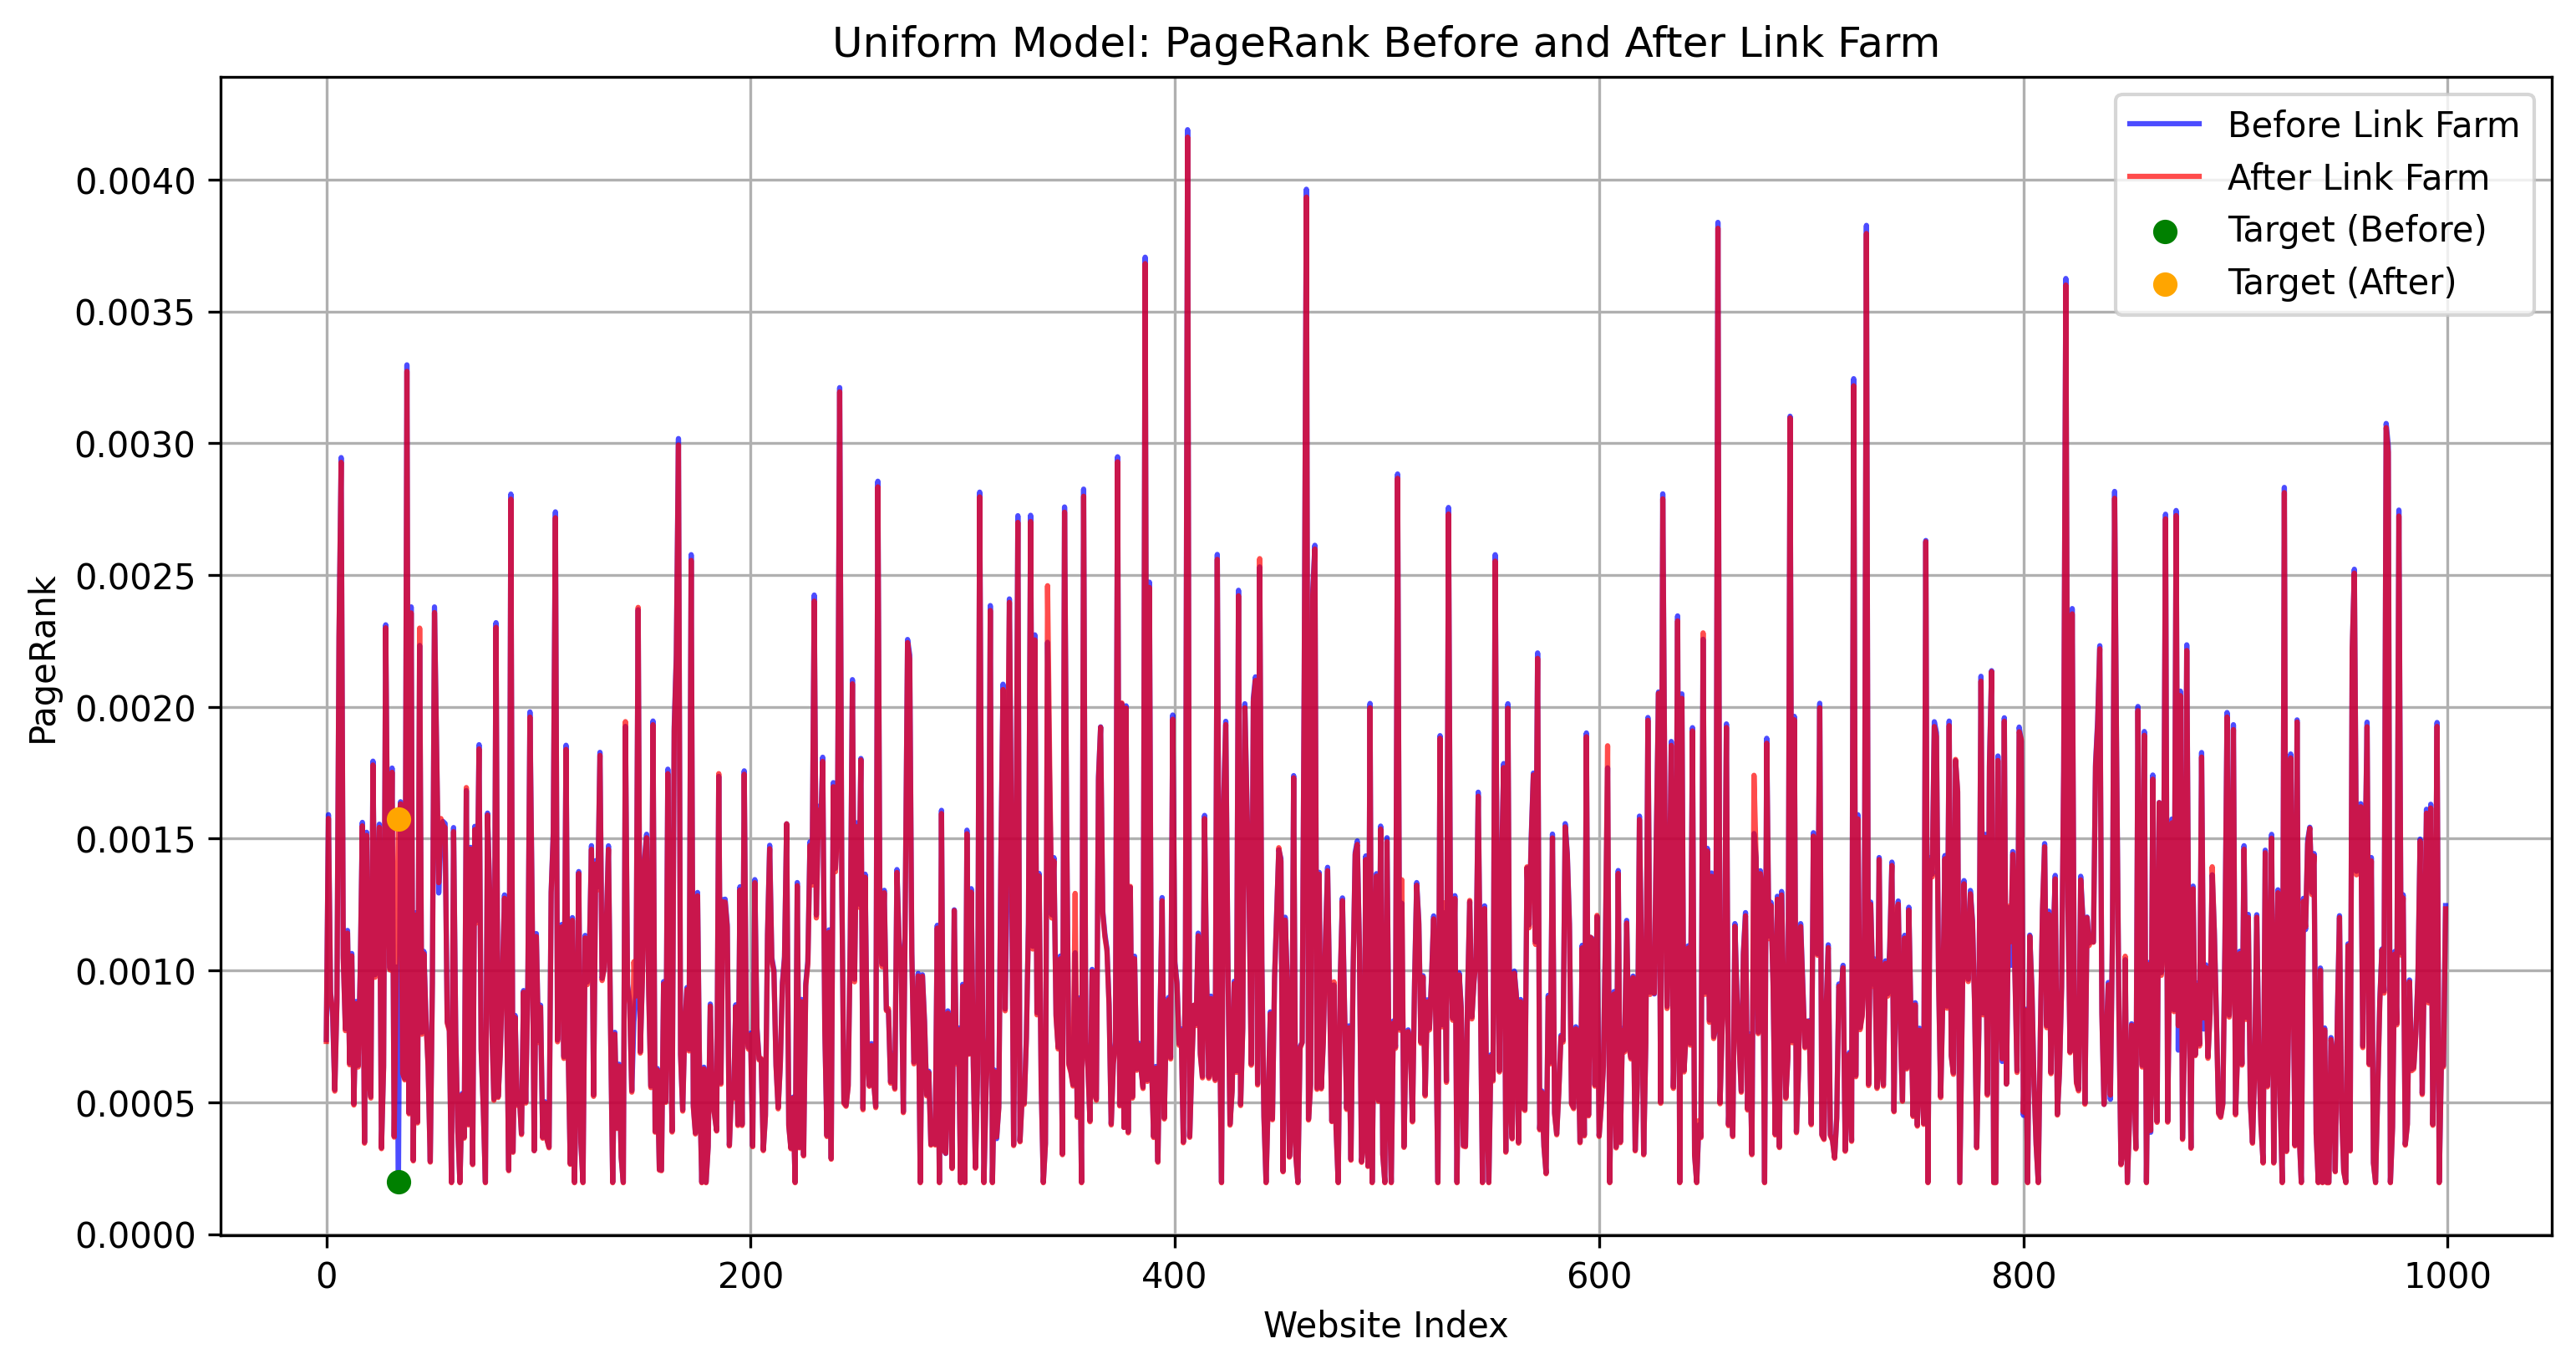 Uniform Model: PageRank Before and After Link Farm
Before Link Farm
After Link Farm
Target (Before)
Target (After)
PageRank
0.0040
0.0035
0.0030
0.0025
0.0020
0.0015
0.0010
0.0005
0.0000
0 200 400 600 800 1000
Website Index